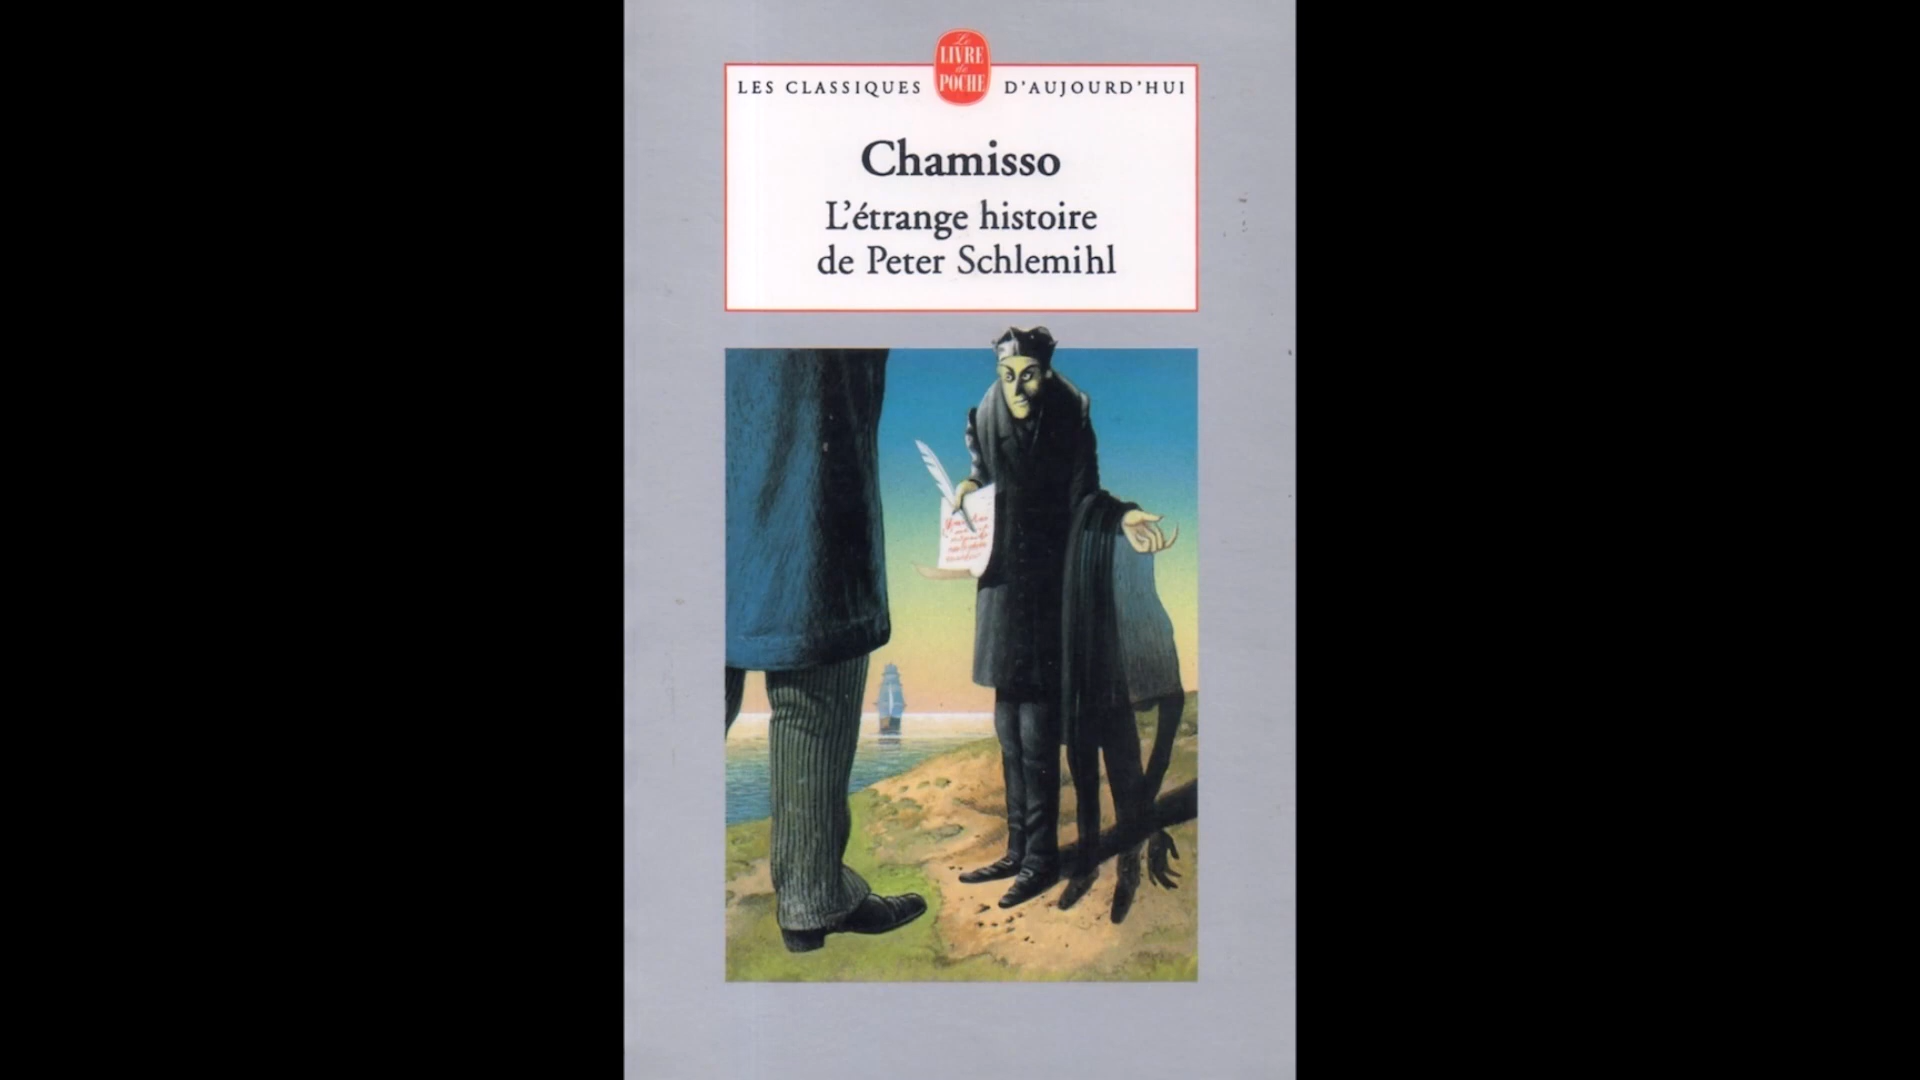 Le
LIVRE
de
POCHE
LES CLASSIQUES D'AUJOURD'HUI
Chamisso
L'étrange histoire
de Peter Schlemihl